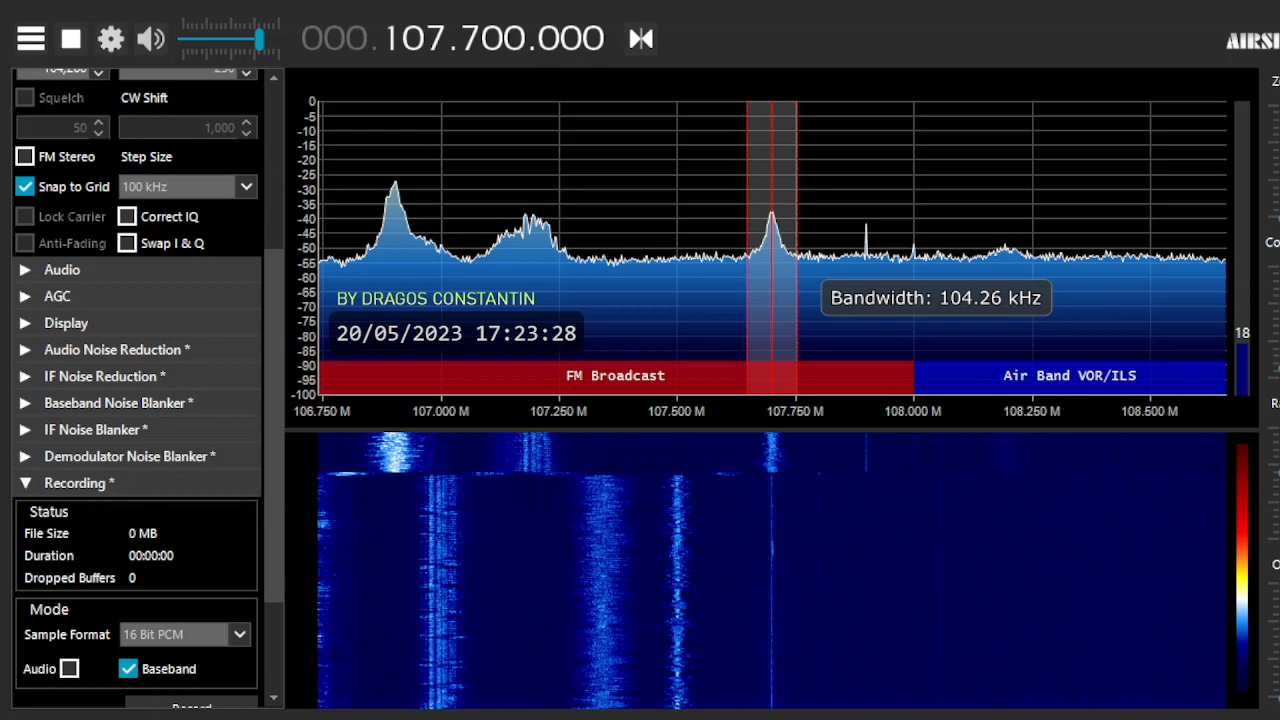 000.107.700.000
AIRS
104,260 250
Squelch CW Shift
50 1,000
FM Stereo Step Size
Snap to Grid 100 kHz
Lock Carrier Correct IQ
Anti-Fading Swap I & Q
Audio
AGC
Display
Audio Noise Reduction *
IF Noise Reduction *
Baseband Noise Blanker *
IF Noise Blanker *
Demodulator Noise Blanker *
Recording *
Status
File Size 0 MB
Duration 00:00:00
Dropped Buffers 0
Mode
Sample Format 16 Bit PCM
Audio Baseband
Record
0
-5
-10
-15
-20
-25
-30
-35
-40
-45
-50
-55
-60
-65
-70
-75
-80
-85
-90
-95
-100
BY DRAGOS CONSTANTIN
20/05/2023 17:23:28
Bandwidth: 104.26 kHz
FM Broadcast Air Band VOR/ILS
108.750 M 107.000 M 107.250 M 107.500 M 107.750 M 108.000 M 108.250 M 108.500 M
18